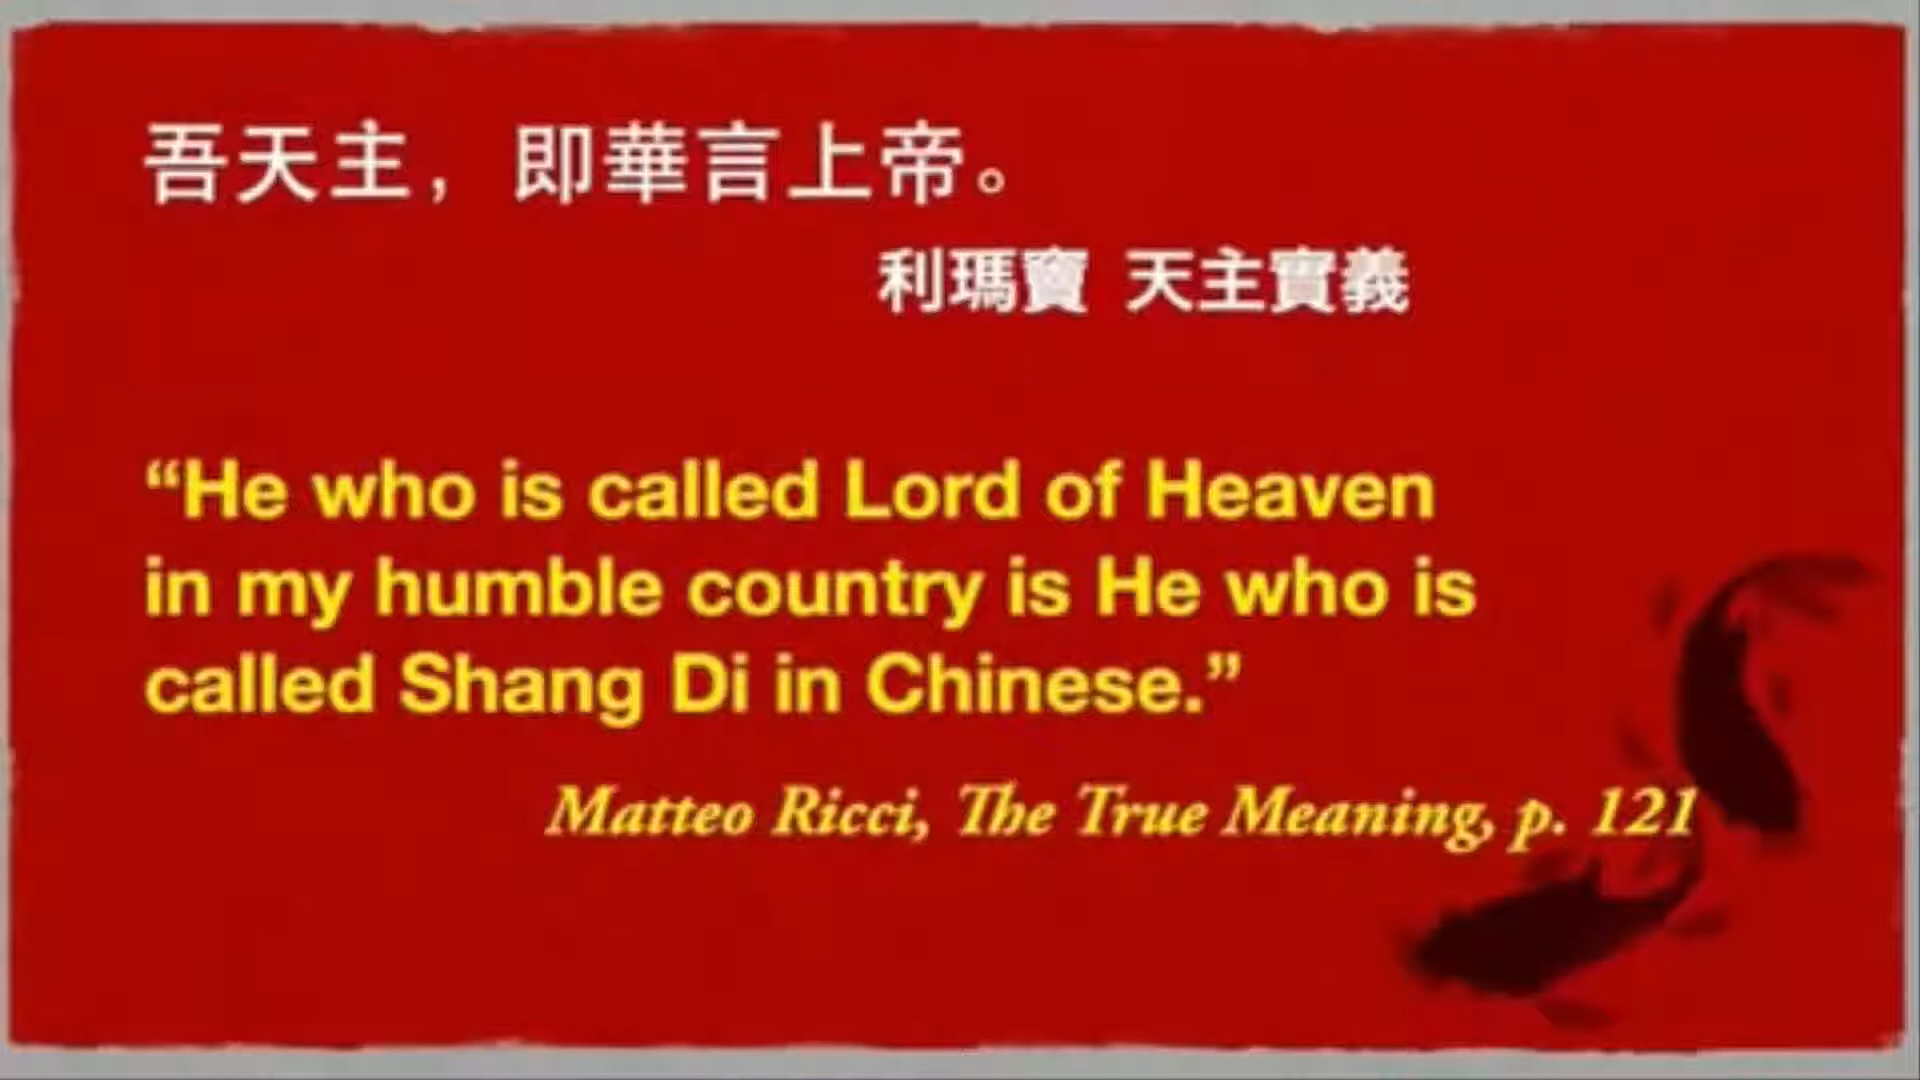 吾天主，即華言上帝。
利瑪竇 天主實義
“He who is called Lord of Heaven
in my humble country is He who is
called Shang Di in Chinese.”
Matteo Ricci, The True Meaning, p. 121